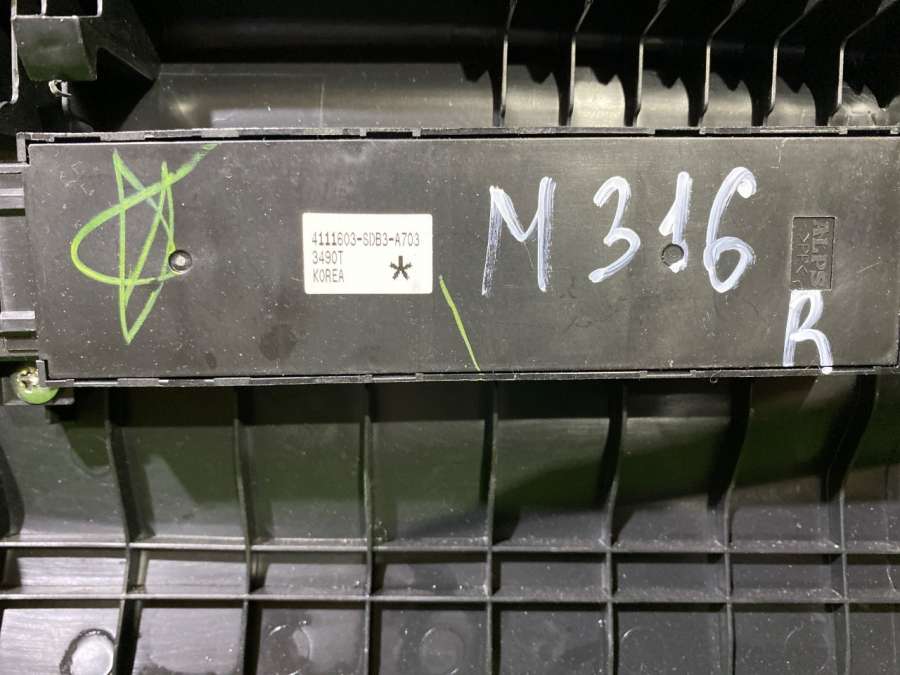 4111603-SDB3-A703
3490T
KOREA *
M 316
ALPS
R